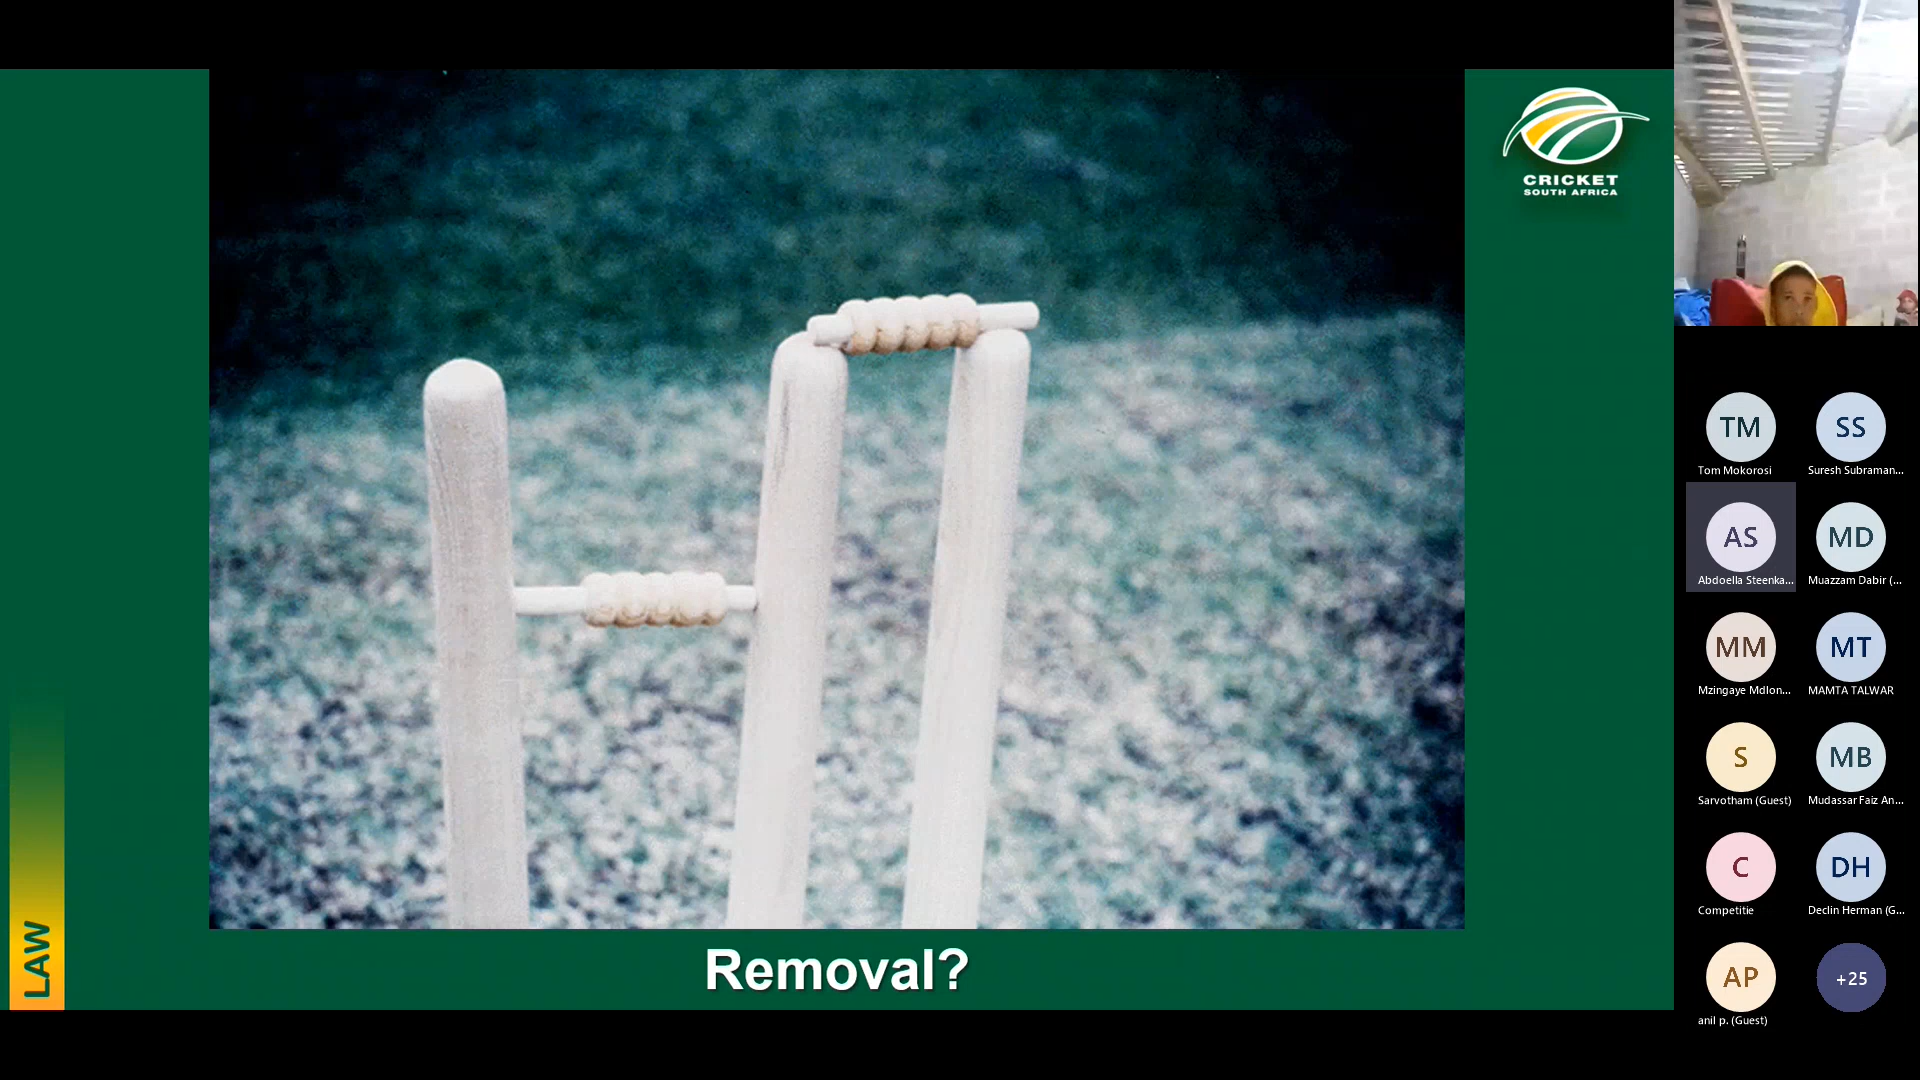 CRICKET
SOUTH AFRICA
LAW
Removal?
TM
Tom Mokorosi
SS
Suresh Subraman...
AS
Abdoella Steenka...
MD
Muazzam Dabir (...
MM
Mzingaye Mdlon...
MT
MAMTA TALWAR
S
Sarvotham (Guest)
MB
Mudassar Faiz An...
C
Competitie
DH
Declin Herman (G...
AP
anil p. (Guest)
+25